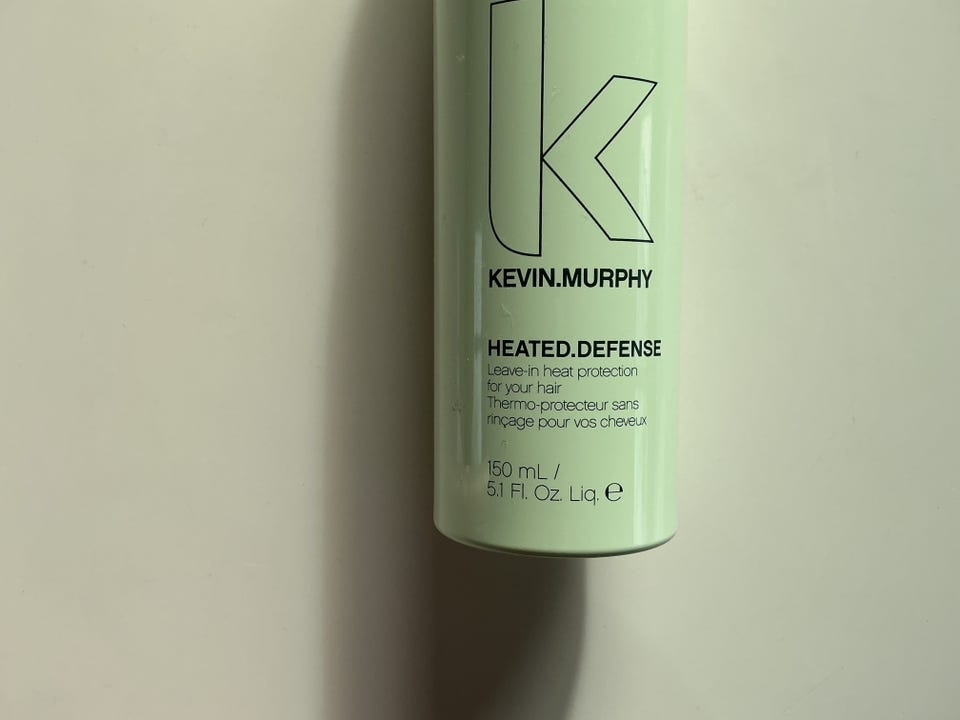 k
KEVIN.MURPHY
HEATED.DEFENSE
Leave-in heat protection
for your hair
Thermo-protecteur sans
rinçage pour vos cheveux
150 mL /
5.1 Fl. Oz. Liq. ℮